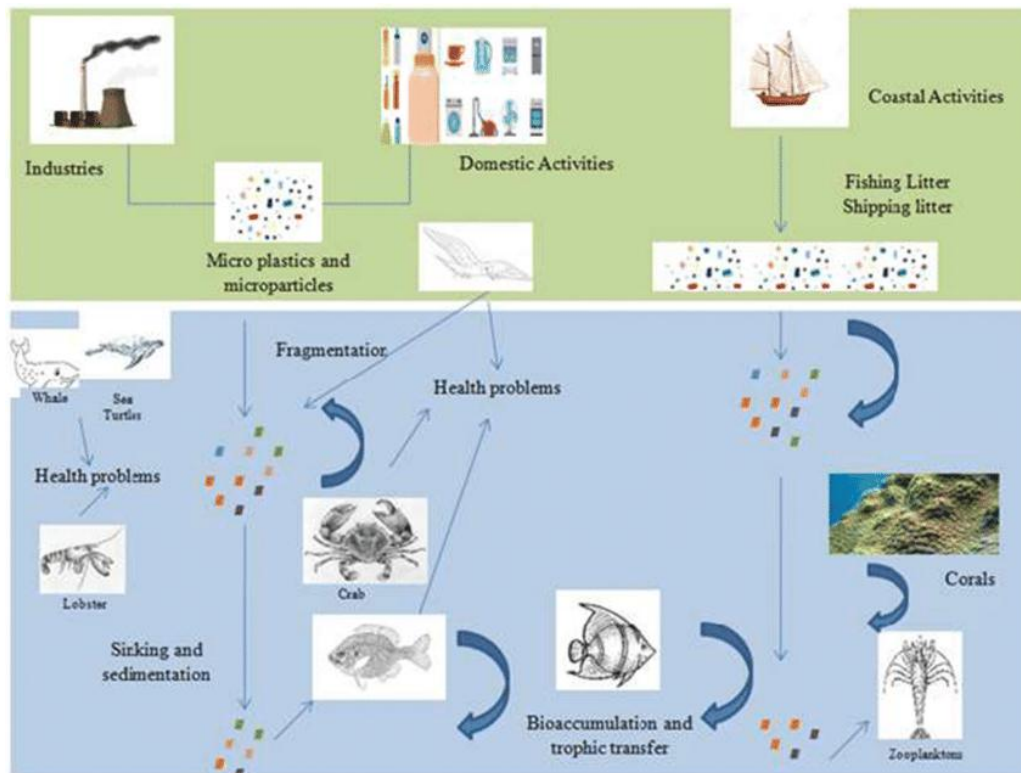 Industries
Domestic Activities
Coastal Activities
Fishing Litter
Shipping litter
Micro plastics and
microparticles
Fragmentation
Health problems
Whale
Sea
Turtles
Health problems
Lobster
Crab
Corals
Sinking and
sedimentation
Bioaccumulation and
trophic transfer
Zooplanktons